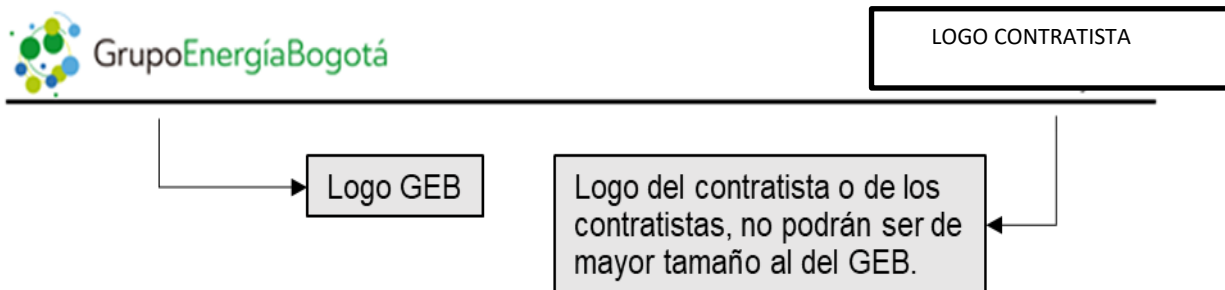 GrupoEnergíaBogotá
LOGO CONTRATISTA
Logo GEB
Logo del contratista o de los
contratistas, no podrán ser de
mayor tamaño al del GEB.